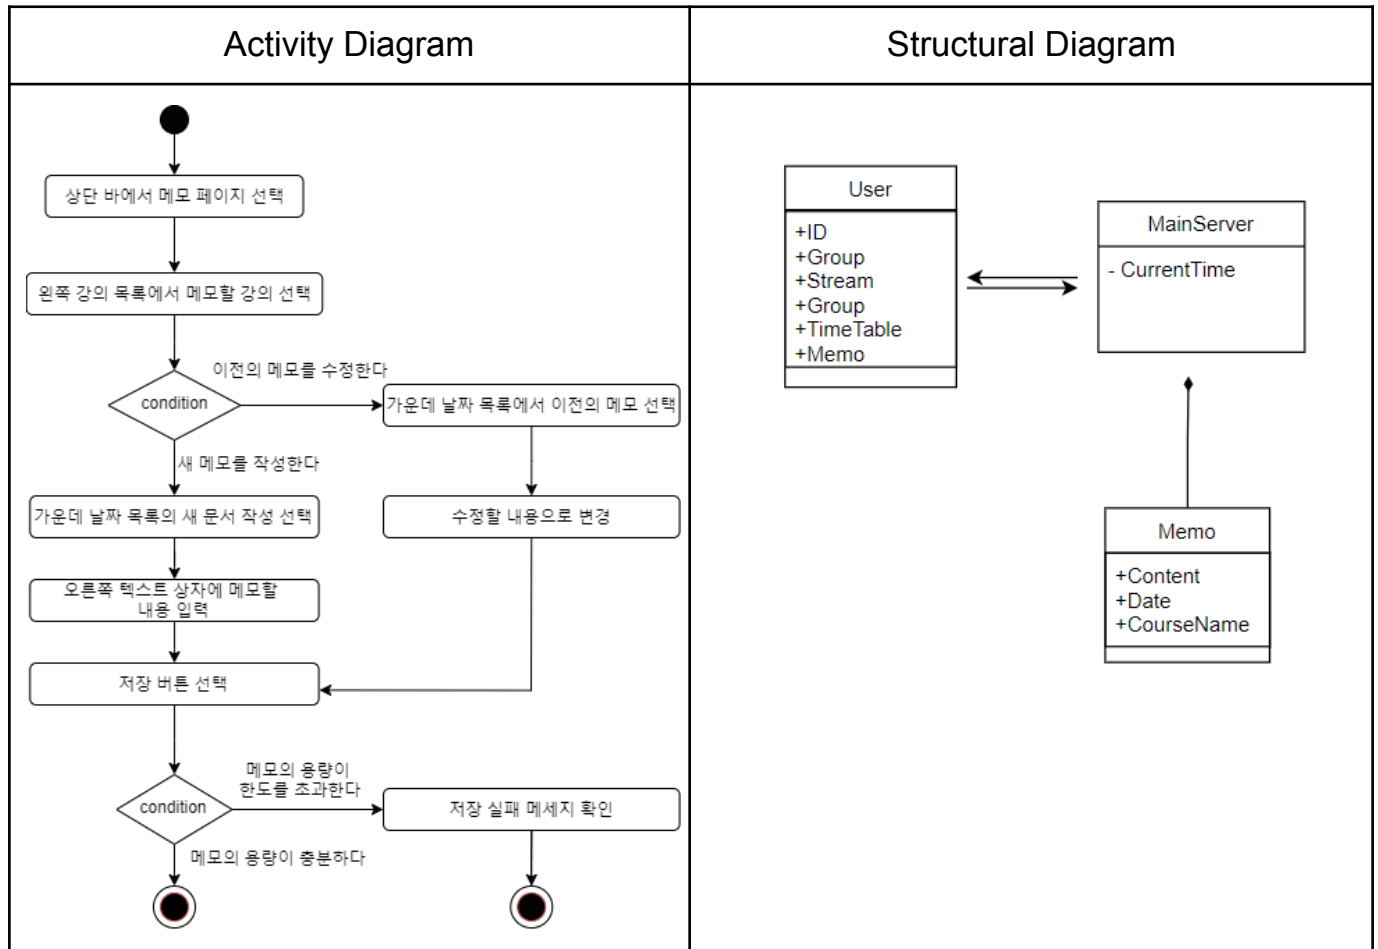 Activity Diagram
상단 바에서 메모 페이지 선택
왼쪽 강의 목록에서 메모할 강의 선택
이전의 메모를 수정한다
condition
가운데 날짜 목록에서 이전의 메모 선택
새 메모를 작성한다
가운데 날짜 목록의 새 문서 작성 선택
수정할 내용으로 변경
오른쪽 텍스트 상자에 메모할
내용 입력
저장 버튼 선택
메모의 용량이
한도를 초과한다
condition
저장 실패 메세지 확인
메모의 용량이 충분하다
Structural Diagram
User
+ID
+Group
+Stream
+Group
+TimeTable
+Memo
MainServer
- CurrentTime
Memo
+Content
+Date
+CourseName